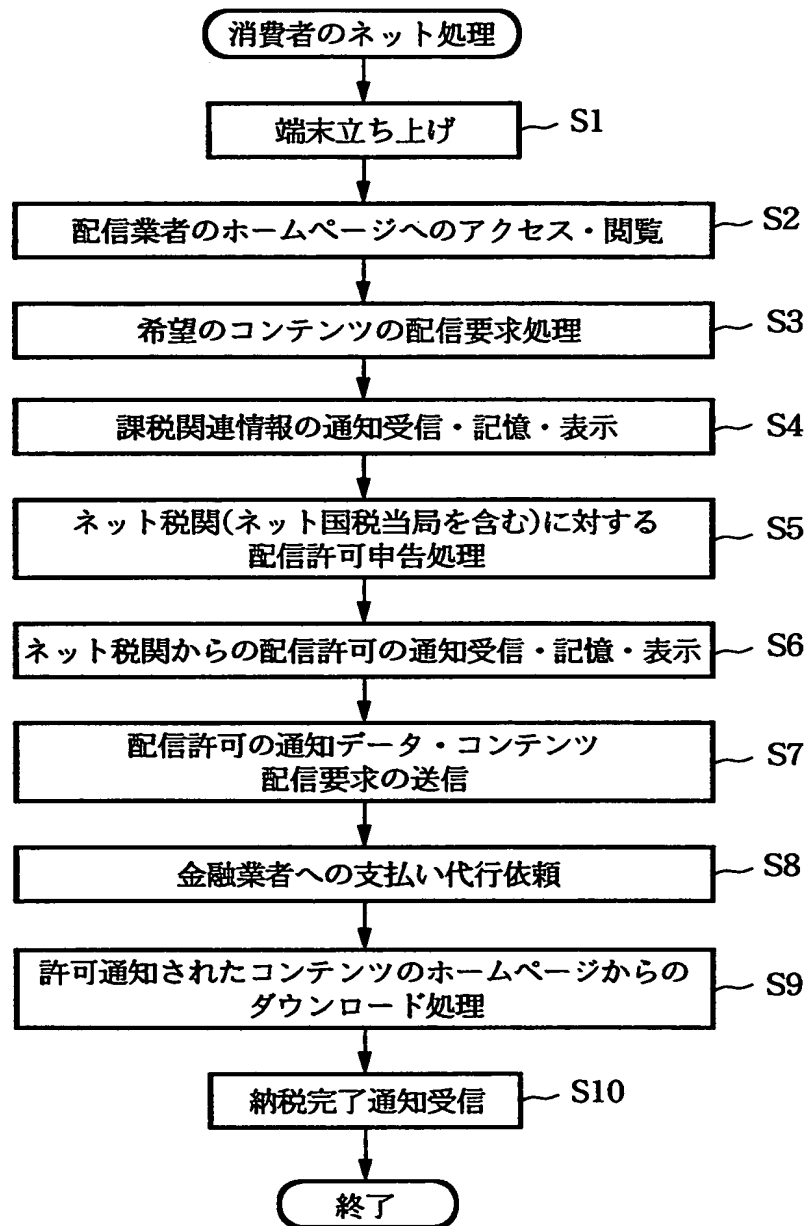 消費者のネット処理
端末立ち上げ
S1
配信業者のホームページへのアクセス・閲覧
S2
希望のコンテンツの配信要求処理
S3
課税関連情報の通知受信・記憶・表示
S4
ネット税関(ネット国税当局を含む)に対する
配信許可申告処理
S5
ネット税関からの配信許可の通知受信・記憶・表示
S6
配信許可の通知データ・コンテンツ
配信要求の送信
S7
金融業者への支払い代行依頼
S8
許可通知されたコンテンツのホームページからの
ダウンロード処理
S9
納税完了通知受信
S10
終了